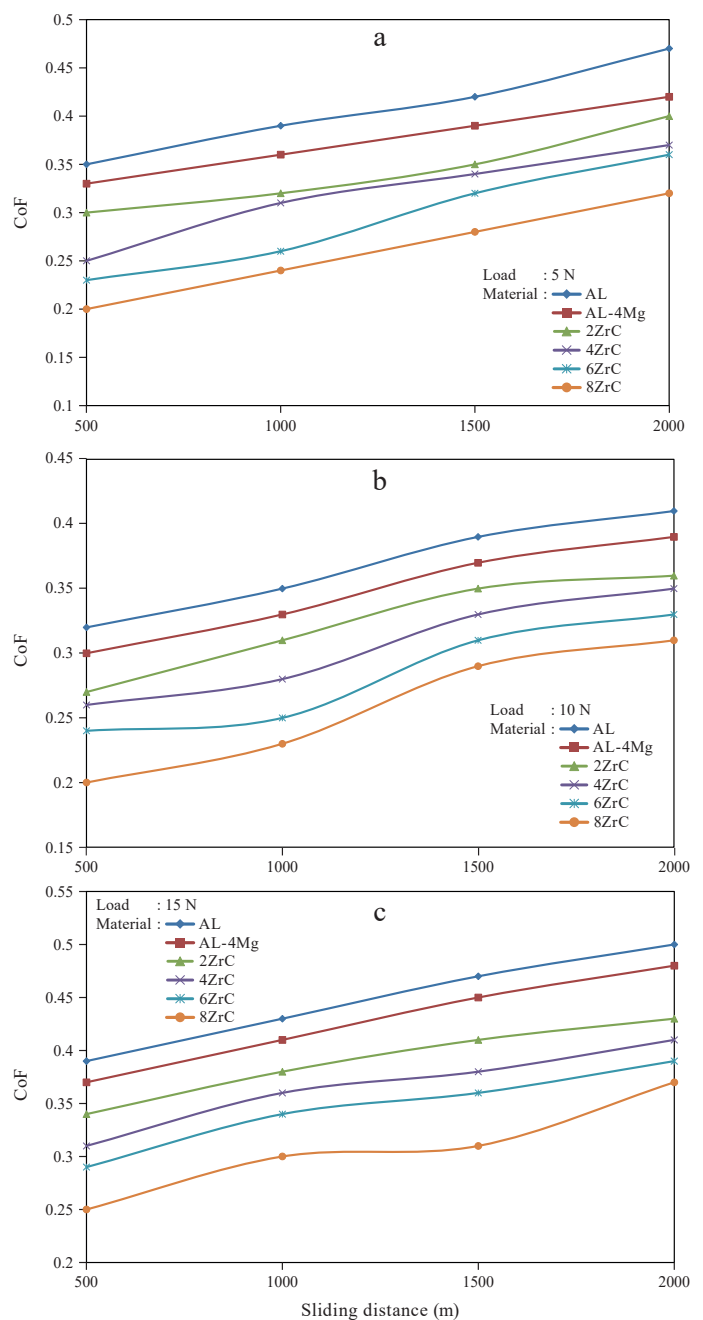 0.5
a
0.45
0.4
0.35
0.3
CoF
0.25
Load : 5 N
Material : AL
0.2
AL-4Mg
2ZrC
0.15
4ZrC
6ZrC
8ZrC
0.1
500 1000 1500 2000
0.45
b
0.4
0.35
CoF
0.3
0.25
Load : 10 N
Material : AL
AL-4Mg
0.2
2ZrC
4ZrC
6ZrC
8ZrC
0.15
500 1000 1500 2000
0.55
Load : 15 N
c
Material : AL
0.5
AL-4Mg
2ZrC
4ZrC
0.45
6ZrC
8ZrC
0.4
CoF
0.35
0.3
0.25
0.2
500 1000 1500 2000
Sliding distance (m)